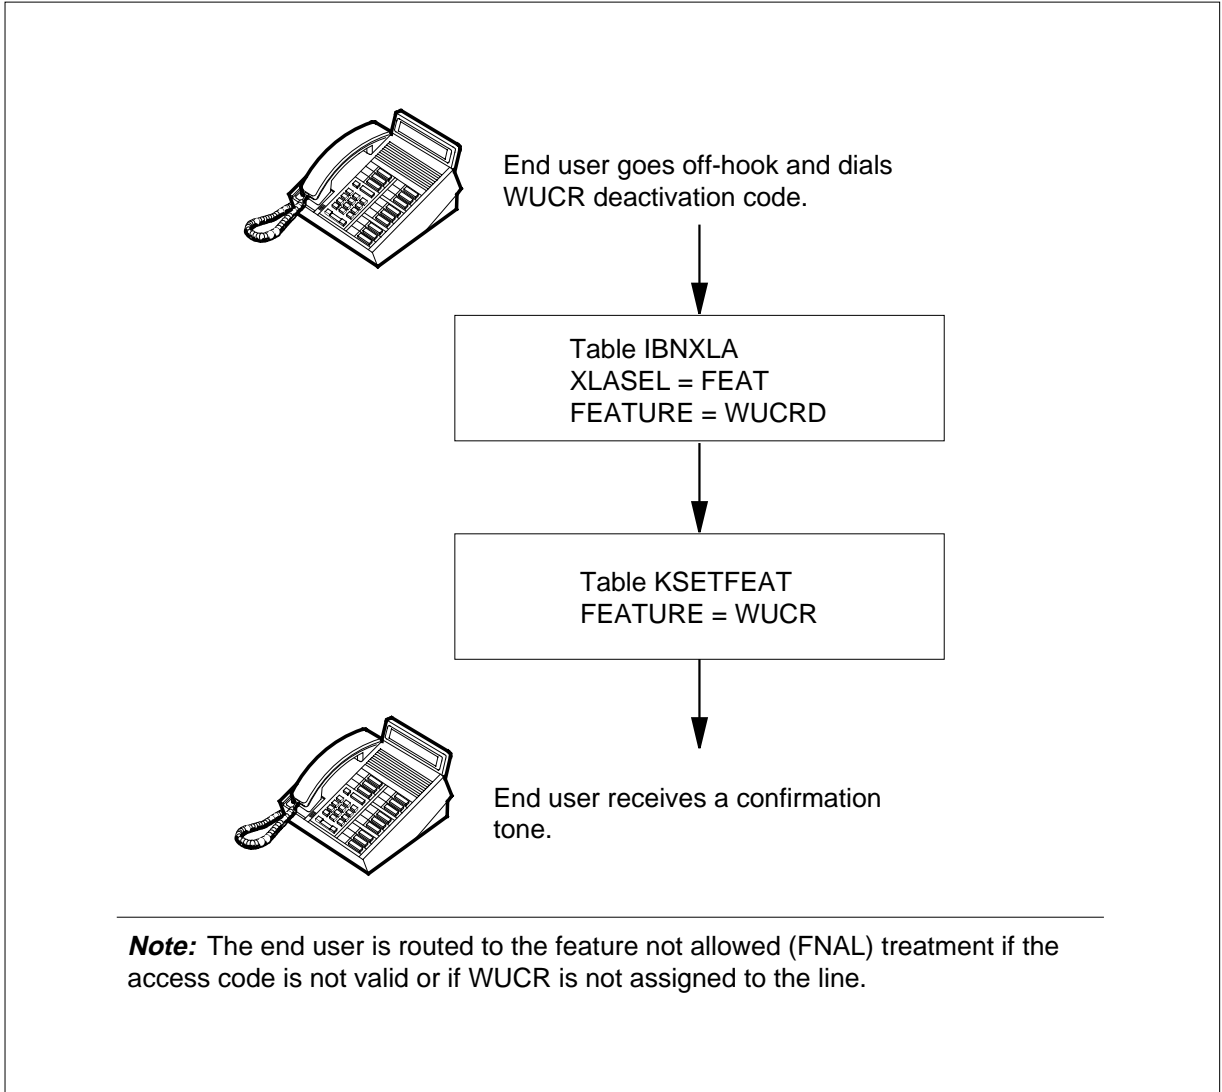 End user goes off-hook and dials
WUCR deactivation code.
Table IBNXLA
XLASEL = FEAT
FEATURE = WUCRD
Table KSETFEAT
FEATURE = WUCR
End user receives a confirmation
tone.
Note: The end user is routed to the feature not allowed (FNAL) treatment if the
access code is not valid or if WUCR is not assigned to the line.